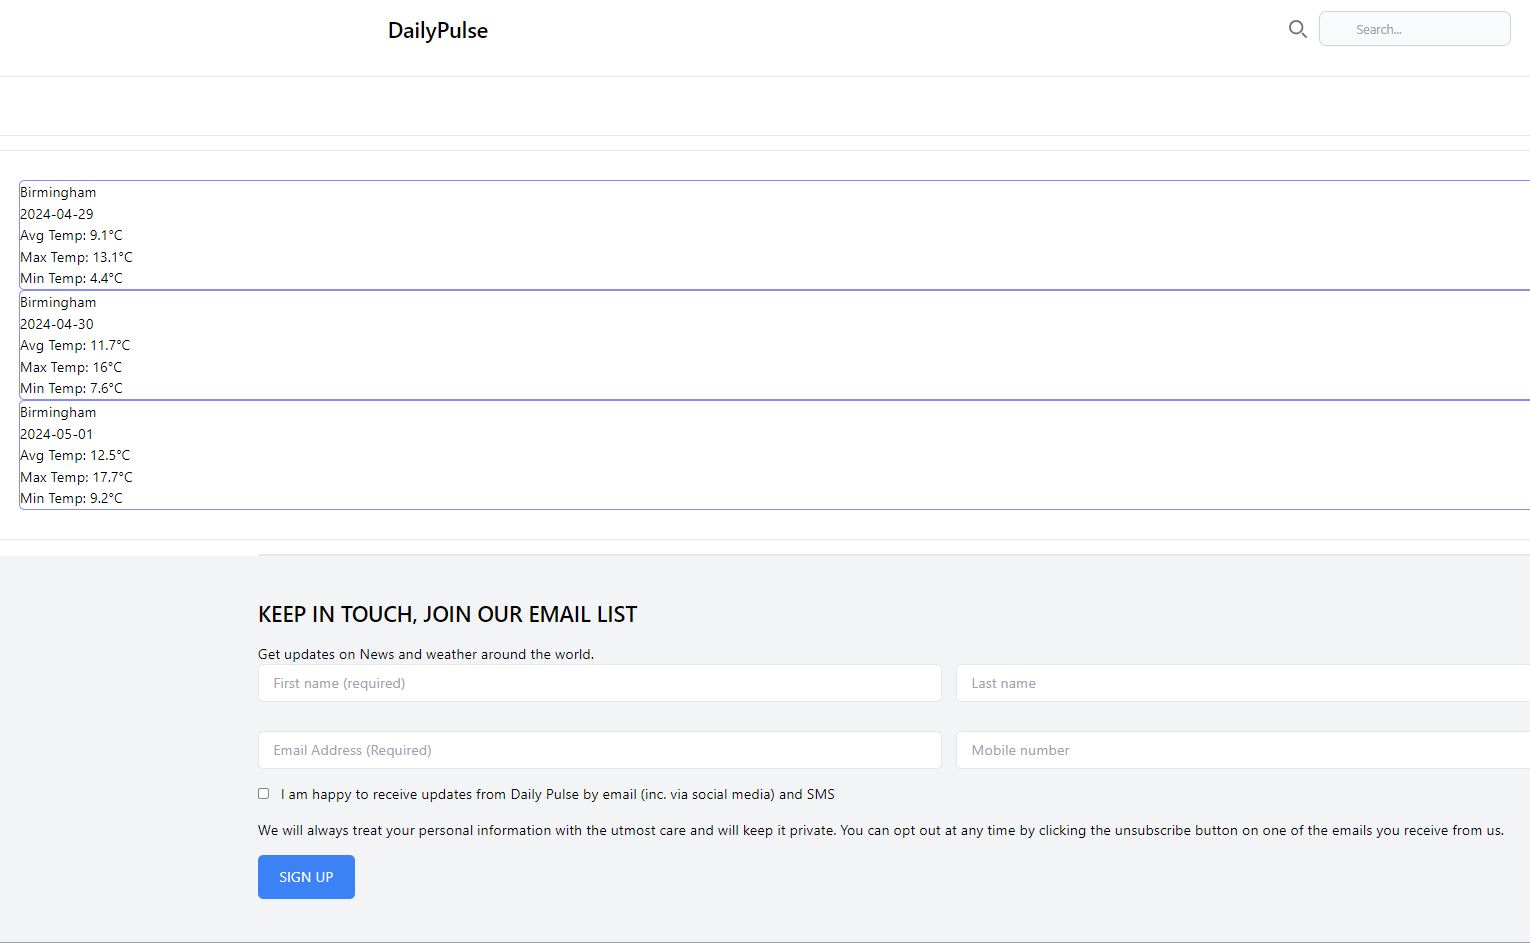 DailyPulse
Search...
Birmingham
2024-04-29
Avg Temp: 9.1°C
Max Temp: 13.1°C
Min Temp: 4.4°C
Birmingham
2024-04-30
Avg Temp: 11.7°C
Max Temp: 16°C
Min Temp: 7.6°C
Birmingham
2024-05-01
Avg Temp: 12.5°C
Max Temp: 17.7°C
Min Temp: 9.2°C
KEEP IN TOUCH, JOIN OUR EMAIL LIST
Get updates on News and weather around the world.
First name (required)
Last name
Email Address (Required)
Mobile number
I am happy to receive updates from Daily Pulse by email (inc. via social media) and SMS
We will always treat your personal information with the utmost care and will keep it private. You can opt out at any time by clicking the unsubscribe button on one of the emails you receive from us.
SIGN UP